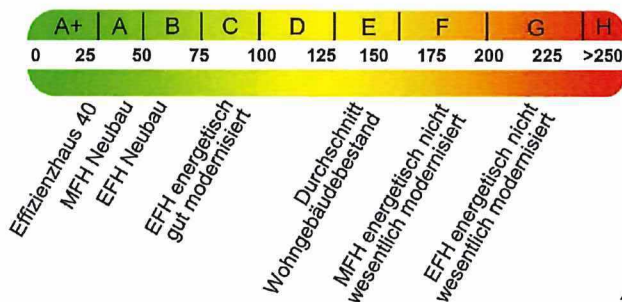 A+ A B C D E F G H
0 25 50 75 100 125 150 175 200 225 >250
Effizienzhaus 40
MFH Neubau
EFH Neubau
EFH energetisch
gut modernisiert
Durchschnitt
Wohngebäudebestand
MFH energetisch nicht
wesentlich modernisiert
EFH energetisch nicht
wesentlich modernisiert